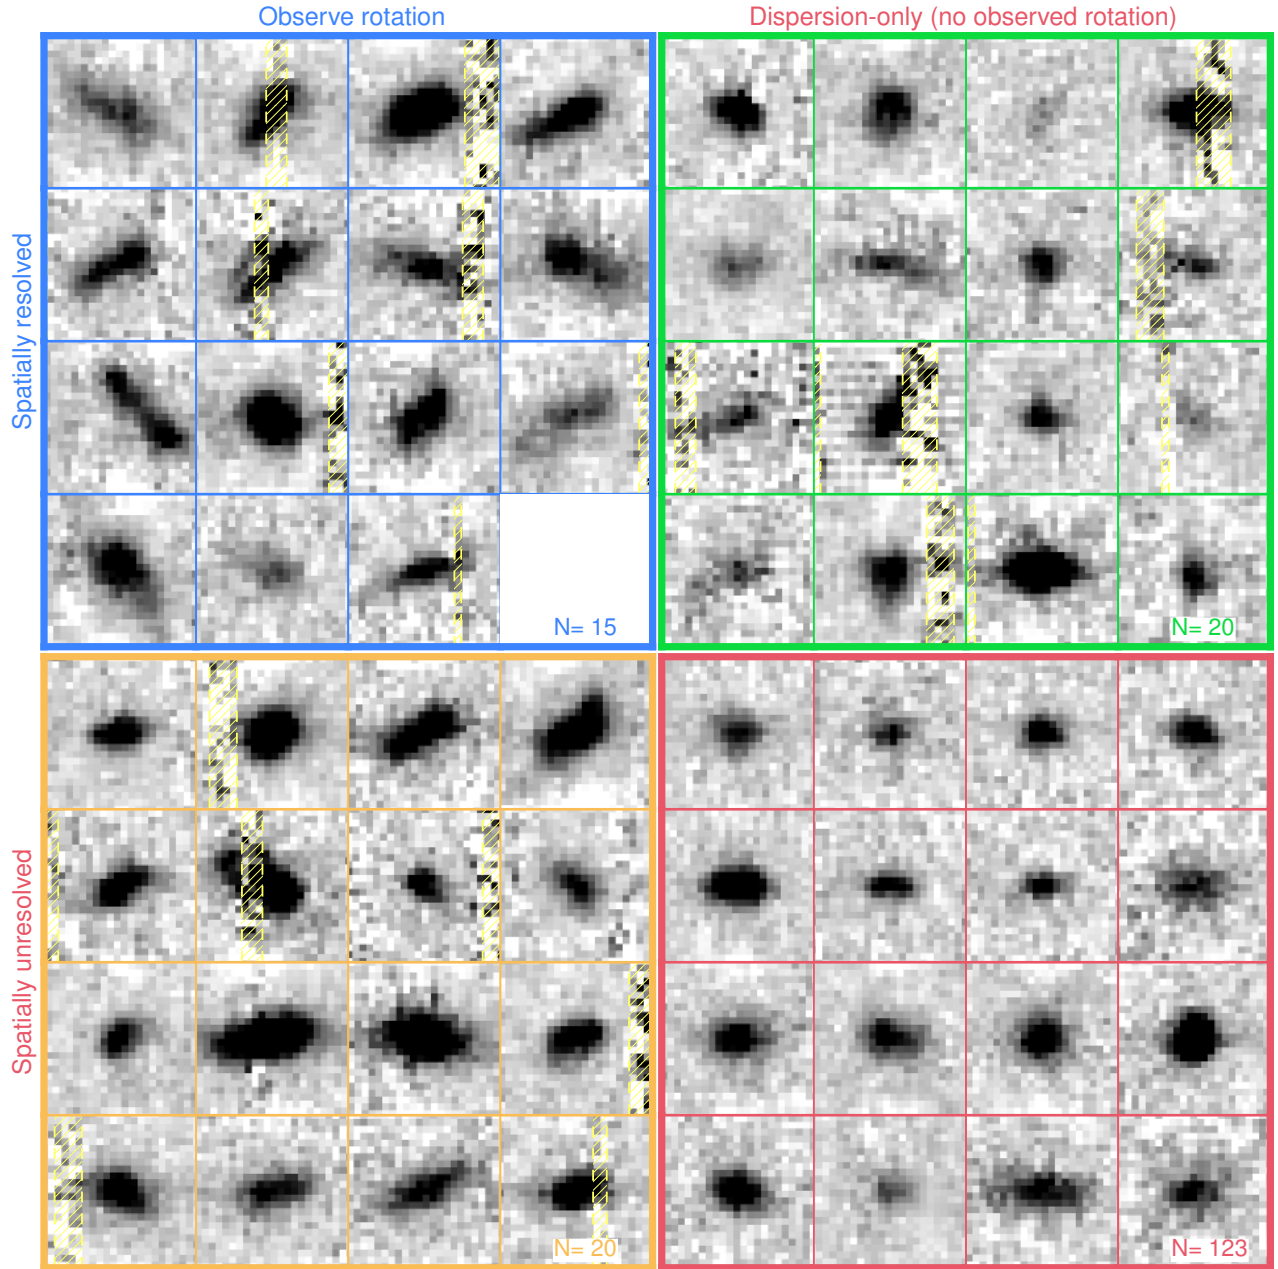 Observe rotation
Dispersion-only (no observed rotation)
Spatially resolved
N= 15
N= 20
Spatially unresolved
N= 20
N= 123